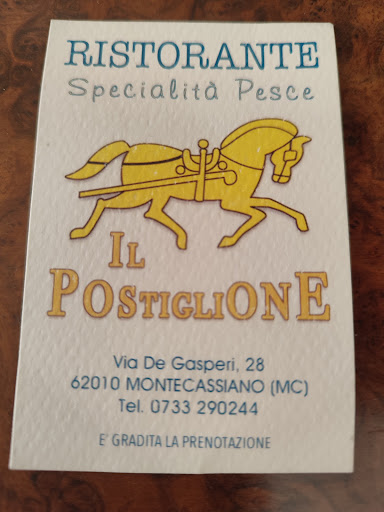 RISTORANTE
Specialità Pesce
IL
POSTIGLIONE
Via De Gasperi, 28
62010 MONTECASSIANO (MC)
Tel. 0733 290244
E' GRADITA LA PRENOTAZIONE